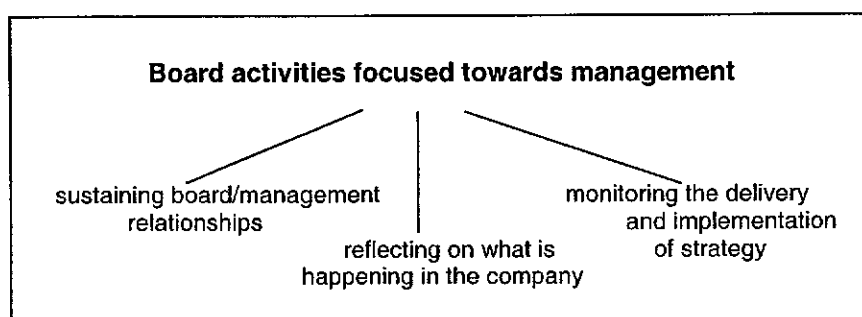 Board activities focused towards management
sustaining board/management
relationships
reflecting on what is
happening in the company
monitoring the delivery
and implementation
of strategy